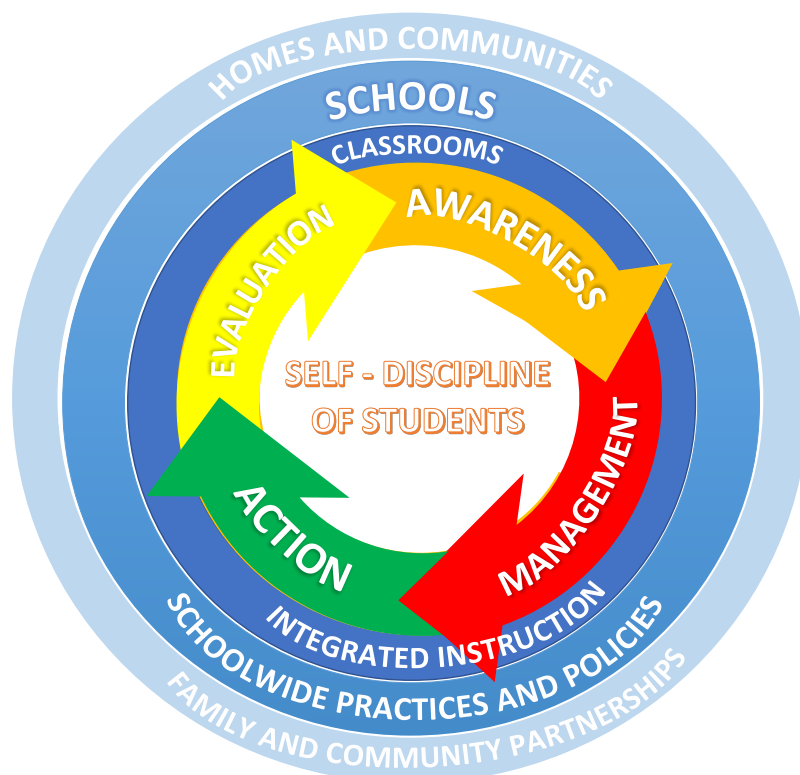 HOMES AND COMMUNITIES
SCHOOLS
CLASSROOMS
AWARENESS
EVALUATION
SELF - DISCIPLINE
OF STUDENTS
MANAGEMENT
ACTION
INTEGRATED INSTRUCTION
SCHOOLWIDE PRACTICES AND POLICIES
FAMILY AND COMMUNITY PARTNERSHIPS